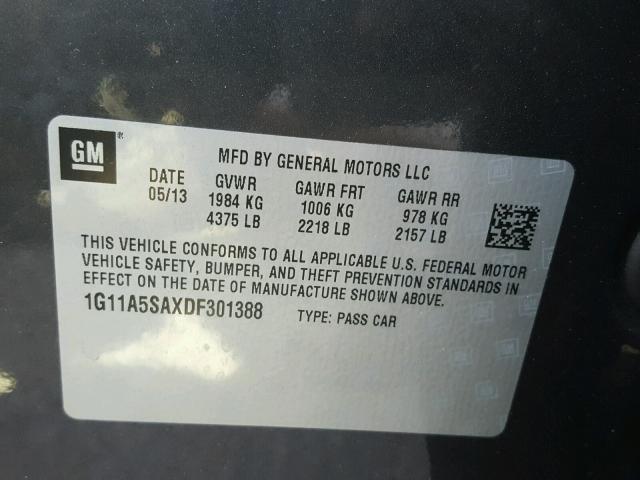 GM
MFD BY GENERAL MOTORS LLC
DATE GVWR GAWR FRT GAWR RR
05/13 1984 KG 1006 KG 978 KG
4375 LB 2218 LB 2157 LB
THIS VEHICLE CONFORMS TO ALL APPLICABLE U.S. FEDERAL MOTOR
VEHICLE SAFETY, BUMPER, AND THEFT PREVENTION STANDARDS IN
EFFECT ON THE DATE OF MANUFACTURE SHOWN ABOVE.
1G11A5SAXDF301388 TYPE: PASS CAR